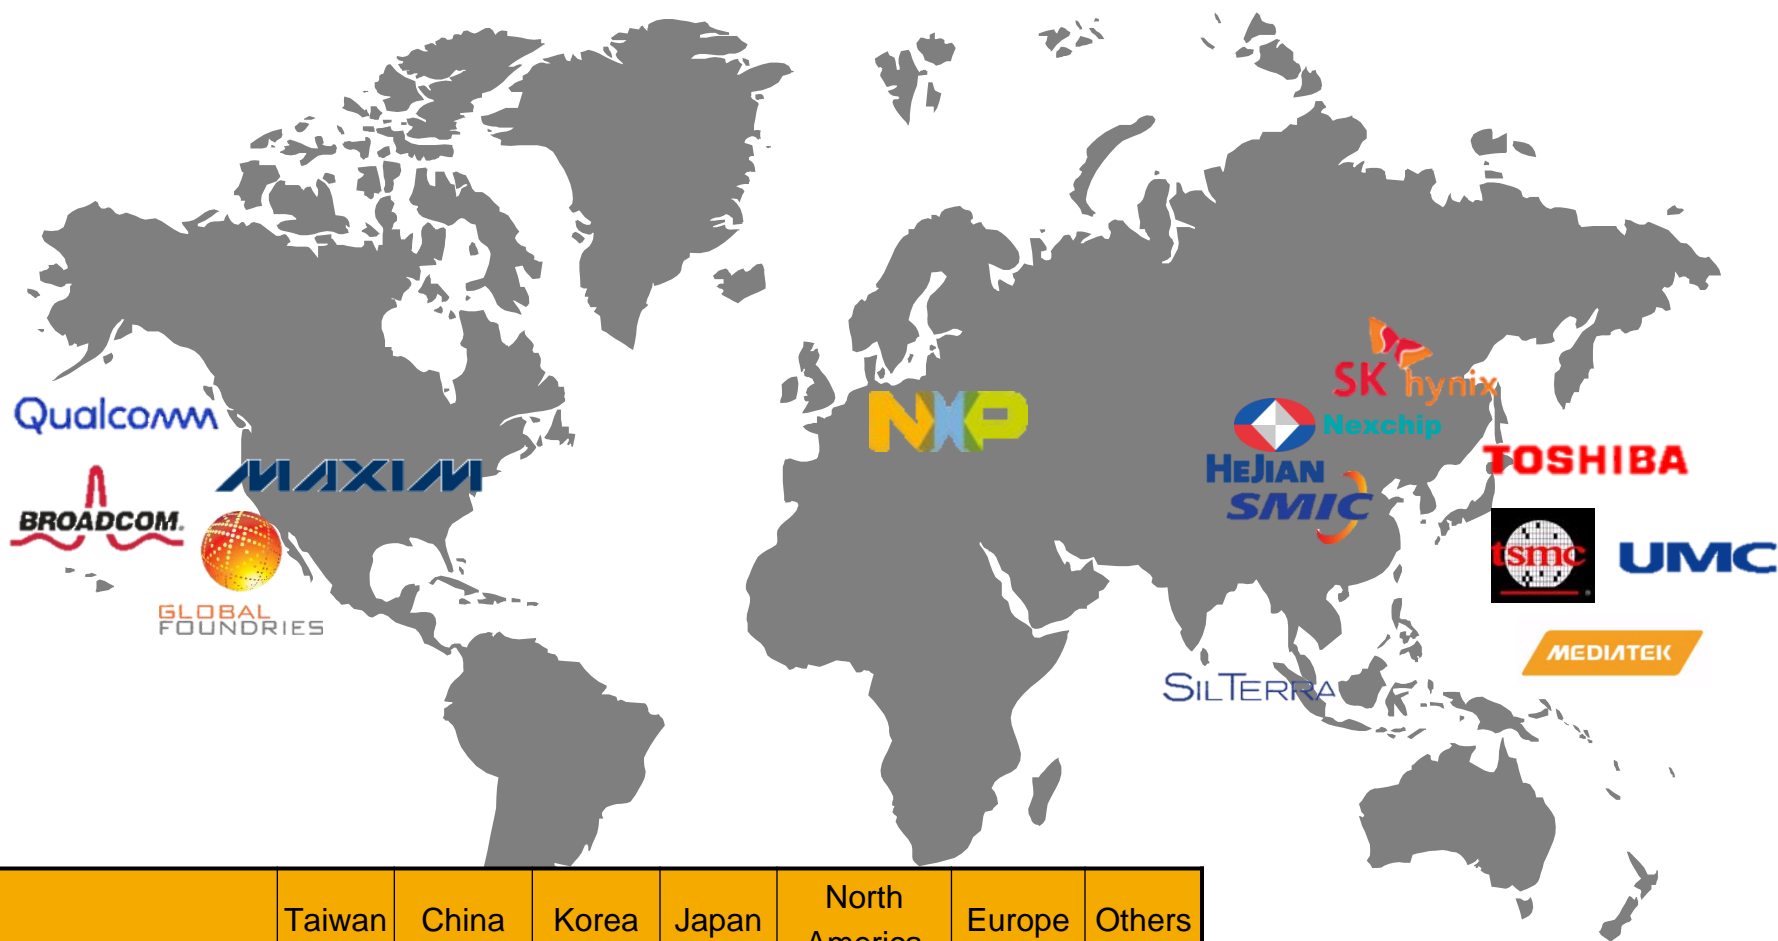 SK hynix
Qualcomm
NXP
Nexchip
TOSHIBA
MAXIM
HEJIAN
SMIC
BROADCOM.
tsmc
UMC
GLOBAL
FOUNDRIES
MEDIATEK
SILTERRA
Taiwan China Korea Japan North America Europe Others